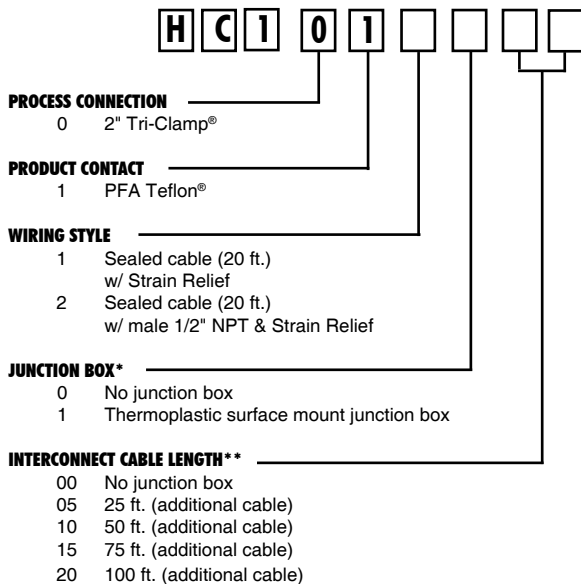 H C 1 0 1
PROCESS CONNECTION
0 2" Tri-Clamp®
PRODUCT CONTACT
1 PFA Teflon®
WIRING STYLE
1 Sealed cable (20 ft.)
w/ Strain Relief
2 Sealed cable (20 ft.)
w/ male 1/2" NPT & Strain Relief
JUNCTION BOX*
0 No junction box
1 Thermoplastic surface mount junction box
INTERCONNECT CABLE LENGTH**
00 No junction box
05 25 ft. (additional cable)
10 50 ft. (additional cable)
15 75 ft. (additional cable)
20 100 ft. (additional cable)